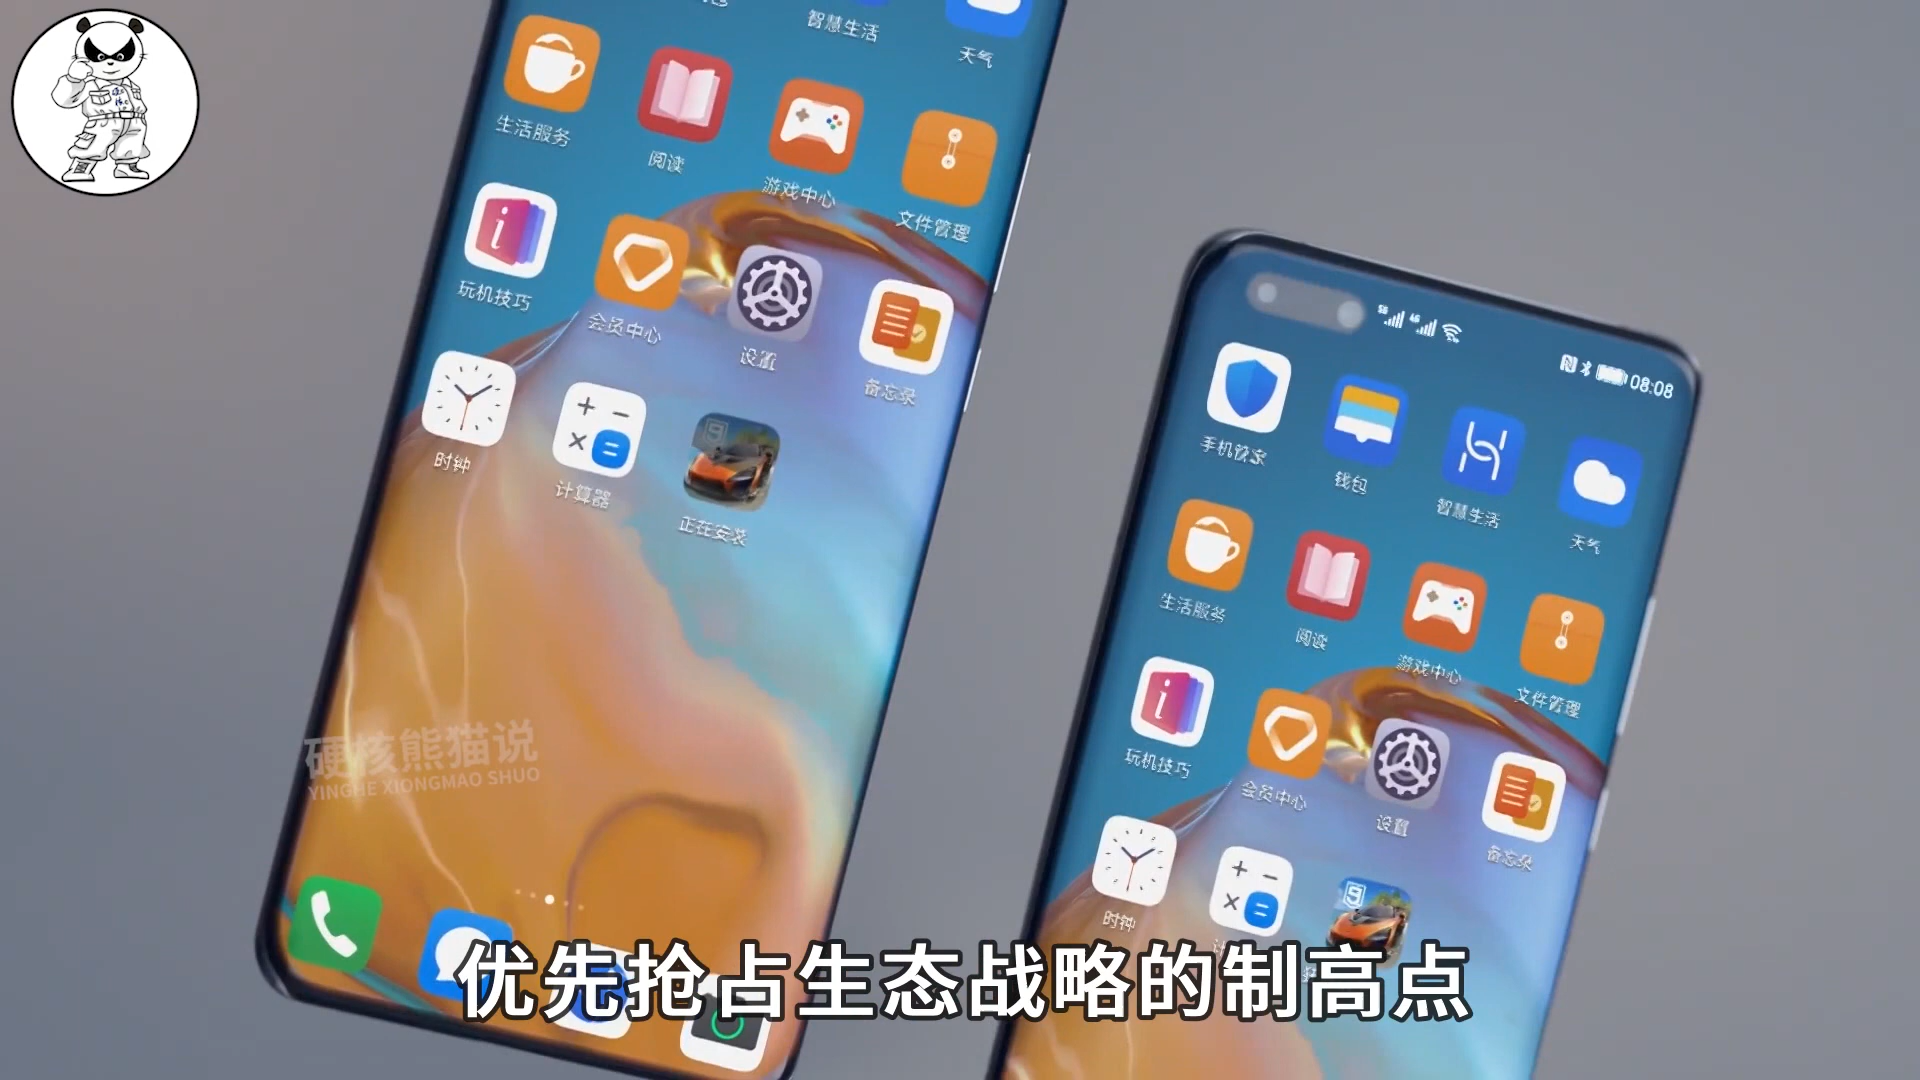 智慧生活
天气
生活服务
阅读
游戏中心
文件管理
玩机技巧
会员中心
设置
备忘录
时钟
计算器
9
正在安装
硬核熊猫说
YINGHE XIONGMAO SHUO
5G
4G
08:08
手机管家
钱包
智慧生活
天气
生活服务
阅读
游戏中心
文件管理
玩机技巧
会员中心
设置
备忘录
时钟
9
优先抢占生态战略的制高点